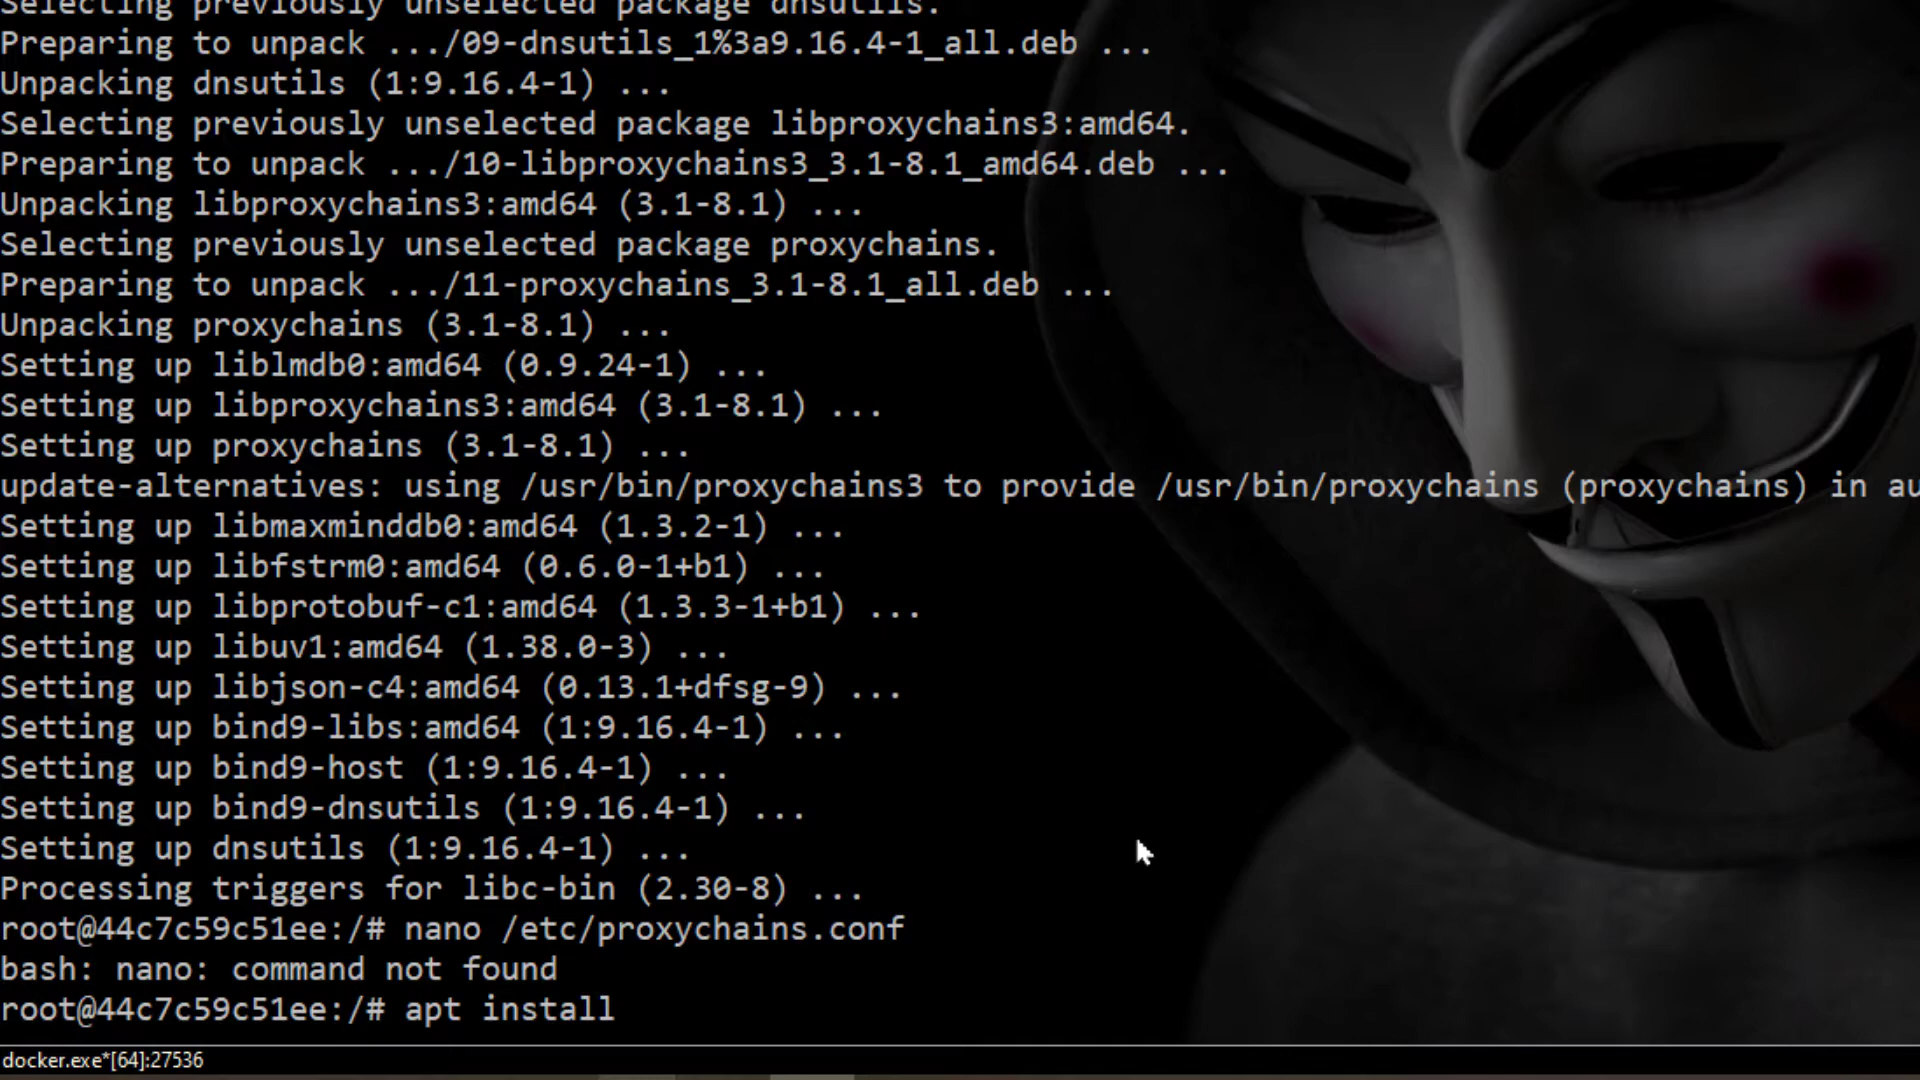 Selecting previously unselected package dnsutils.
Preparing to unpack .../09-dnsutils_1%3a9.16.4-1_all.deb ...
Unpacking dnsutils (1:9.16.4-1) ...
Selecting previously unselected package libproxychains3:amd64.
Preparing to unpack .../10-libproxychains3_3.1-8.1_amd64.deb ...
Unpacking libproxychains3:amd64 (3.1-8.1) ...
Selecting previously unselected package proxychains.
Preparing to unpack .../11-proxychains_3.1-8.1_all.deb ...
Unpacking proxychains (3.1-8.1) ...
Setting up liblmdb0:amd64 (0.9.24-1) ...
Setting up libproxychains3:amd64 (3.1-8.1) ...
Setting up proxychains (3.1-8.1) ...
update-alternatives: using /usr/bin/proxychains3 to provide /usr/bin/proxychains (proxychains) in au
Setting up libmaxminddb0:amd64 (1.3.2-1) ...
Setting up libfstrm0:amd64 (0.6.0-1+b1) ...
Setting up libprotobuf-c1:amd64 (1.3.3-1+b1) ...
Setting up libuv1:amd64 (1.38.0-3) ...
Setting up libjson-c4:amd64 (0.13.1+dfsg-9) ...
Setting up bind9-libs:amd64 (1:9.16.4-1) ...
Setting up bind9-host (1:9.16.4-1) ...
Setting up bind9-dnsutils (1:9.16.4-1) ...
Setting up dnsutils (1:9.16.4-1) ...
Processing triggers for libc-bin (2.30-8) ...
root@44c7c59c51ee:/# nano /etc/proxychains.conf
bash: nano: command not found
root@44c7c59c51ee:/# apt install
docker.exe*[64]:27536